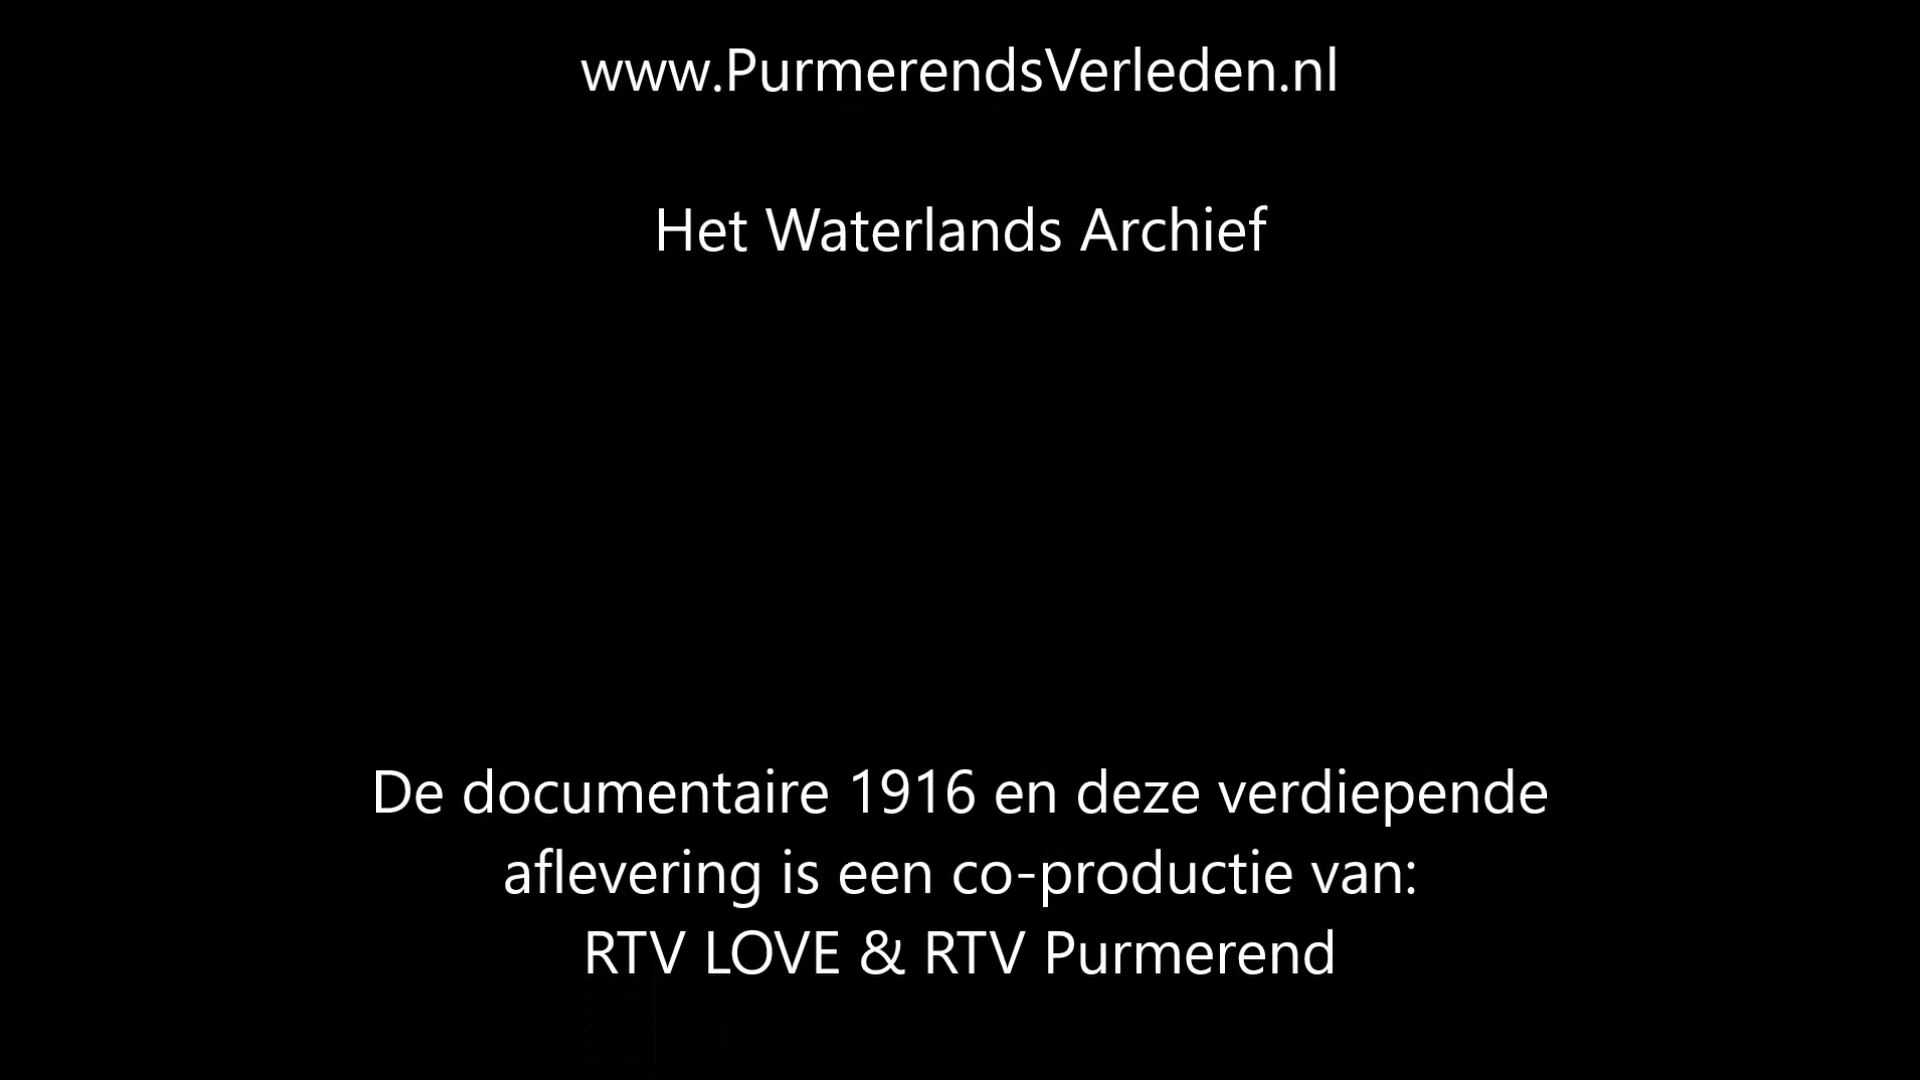 www.PurmerendsVerleden.nl
Het Waterlands Archief
De documentaire 1916 en deze verdiepende
aflevering is een co-productie van:
RTV LOVE & RTV Purmerend